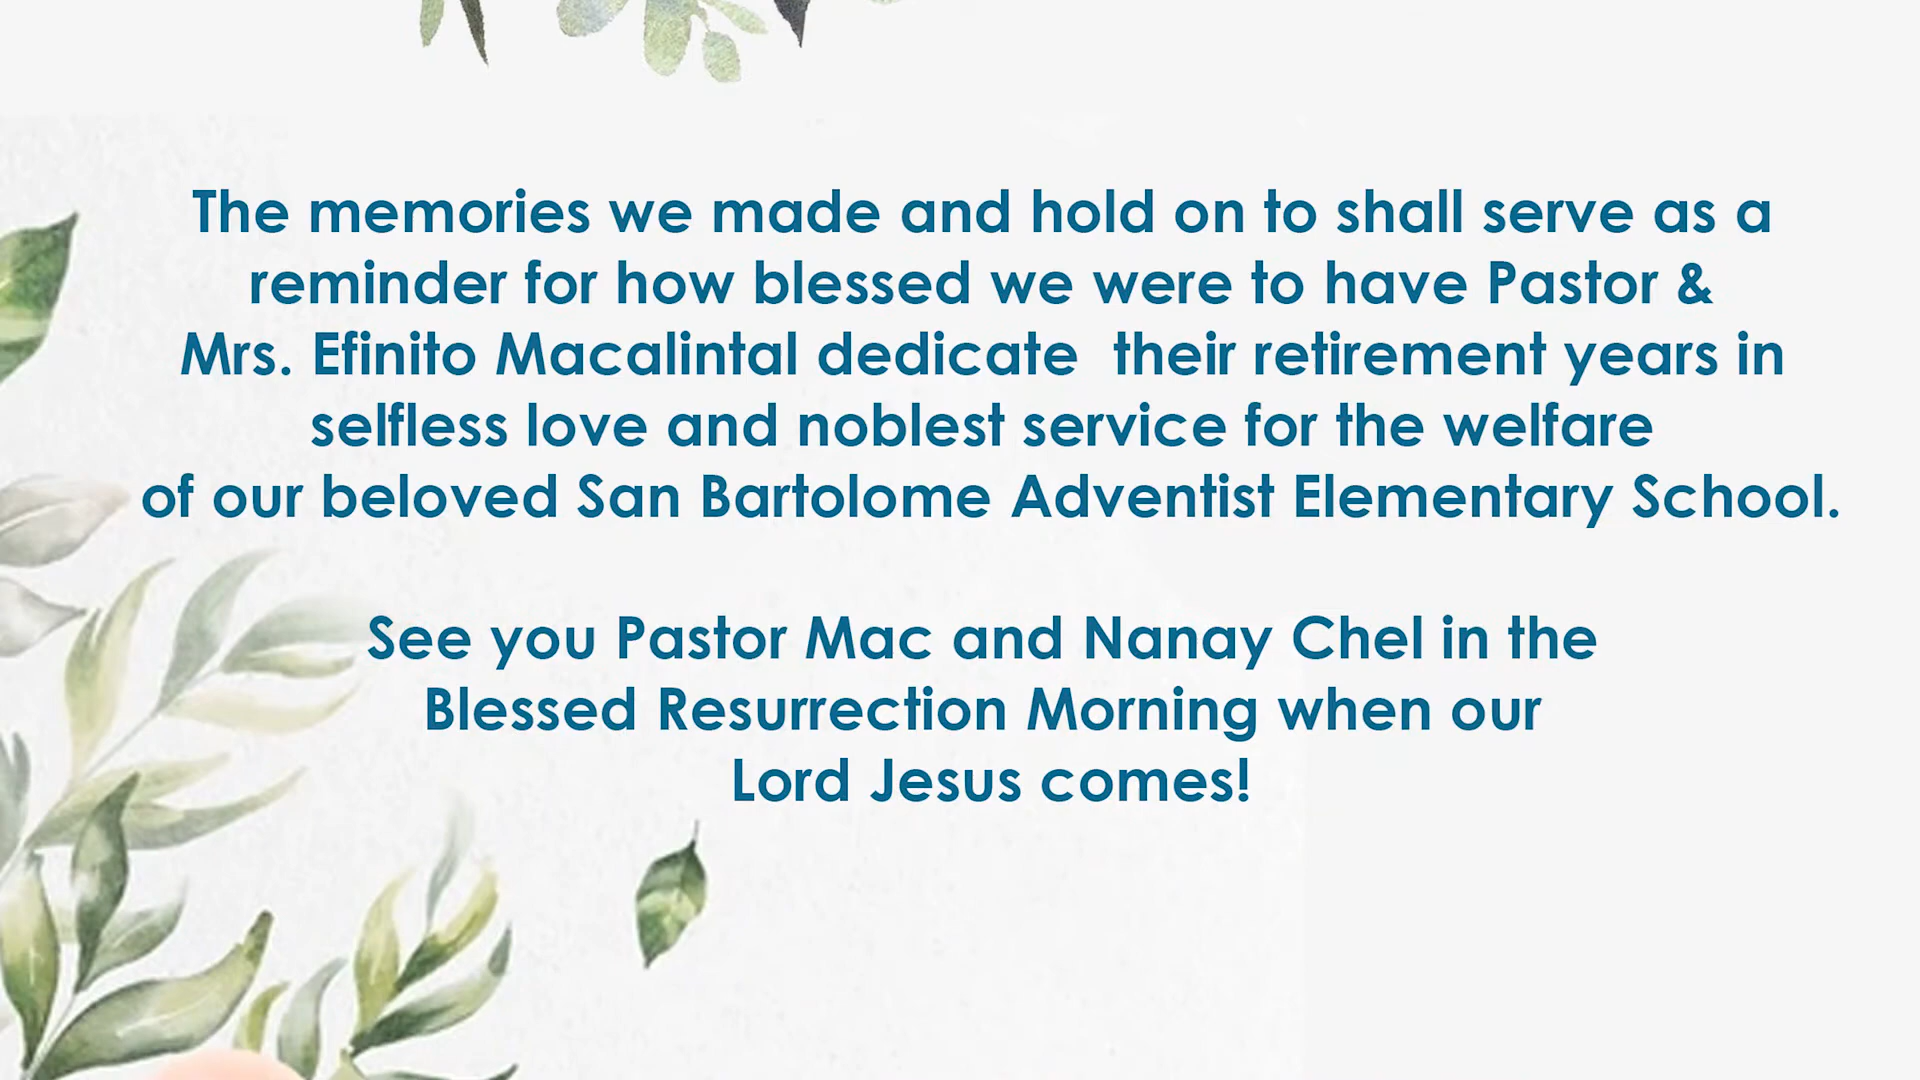 The memories we made and hold on to shall serve as a
reminder for how blessed we were to have Pastor &
Mrs. Efinito Macalintal dedicate  their retirement years in
selfless love and noblest service for the welfare
of our beloved San Bartolome Adventist Elementary School.
See you Pastor Mac and Nanay Chel in the
Blessed Resurrection Morning when our
Lord Jesus comes!